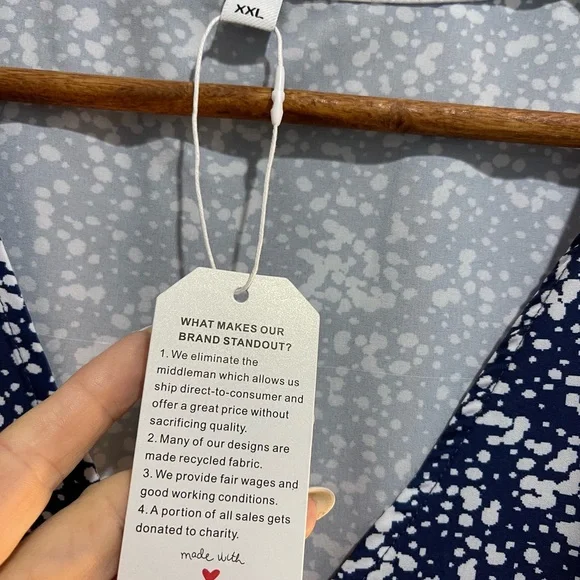 XXL
WHAT MAKES OUR
BRAND STANDOUT?
1. We eliminate the
middleman which allows us
ship direct-to-consumer and
offer a great price without
sacrificing quality.
2. Many of our designs are
made recycled fabric.
3. We provide fair wages and
good working conditions.
4. A portion of all sales gets
donated to charity.
made with